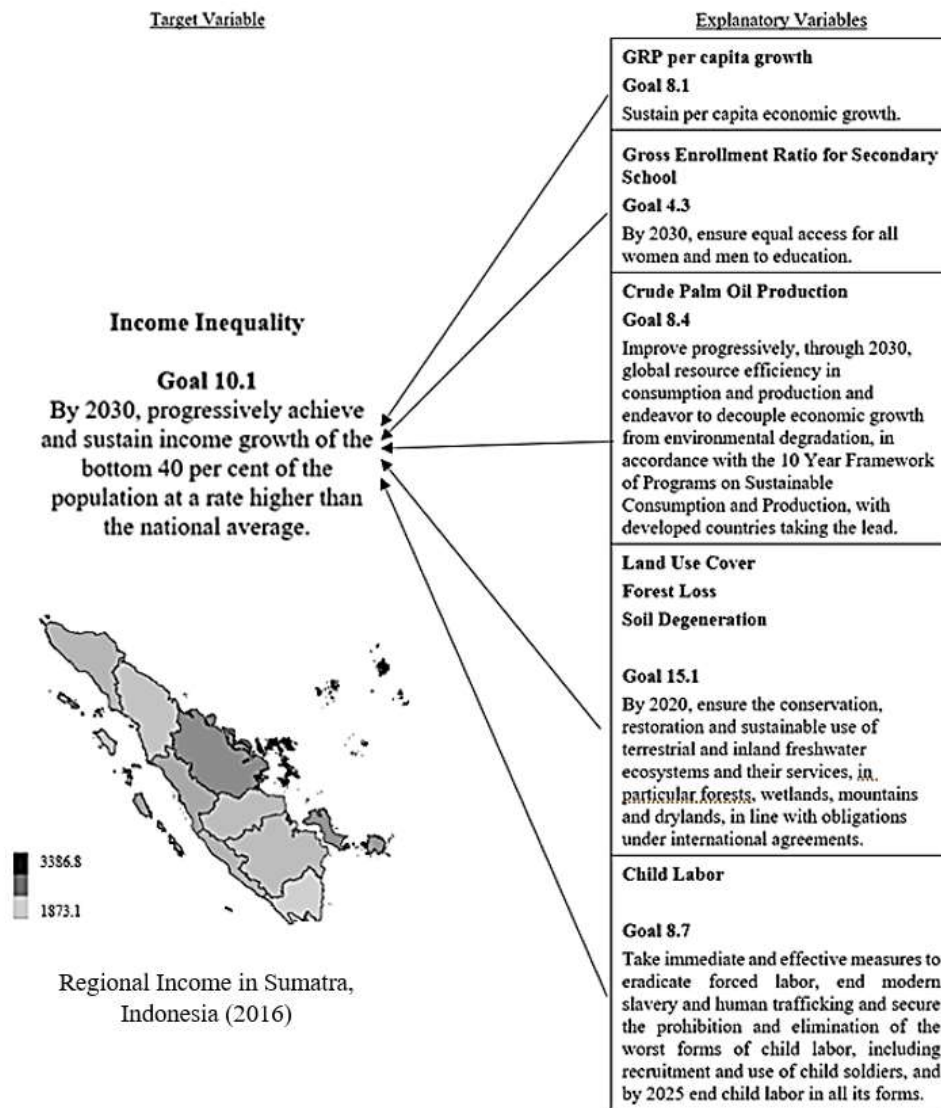 Target Variable
Explanatory Variables
GRP per capita growth
Goal 8.1
Sustain per capita economic growth.
Gross Enrollment Ratio for Secondary
School
Goal 4.3
By 2030, ensure equal access for all
women and men to education.
Crude Palm Oil Production
Goal 8.4
Improve progressively, through 2030,
global resource efficiency in
consumption and production and
endeavor to decouple economic growth
from environmental degradation, in
accordance with the 10 Year Framework
of Programs on Sustainable
Consumption and Production, with
developed countries taking the lead.
Land Use Cover
Forest Loss
Soil Degeneration
Goal 15.1
By 2020, ensure the conservation,
restoration and sustainable use of
terrestrial and inland freshwater
ecosystems and their services, in
particular forests, wetlands, mountains
and drylands, in line with obligations
under international agreements.
Child Labor
Goal 8.7
Take immediate and effective measures to
eradicate forced labor, end modern
slavery and human trafficking and secure
the prohibition and elimination of the
worst forms of child labor, including
recruitment and use of child soldiers, and
by 2025 end child labor in all its forms.
Income Inequality
Goal 10.1
By 2030, progressively achieve
and sustain income growth of the
bottom 40 per cent of the
population at a rate higher than
the national average.
3386.8
1873.1
Regional Income in Sumatra,
Indonesia (2016)